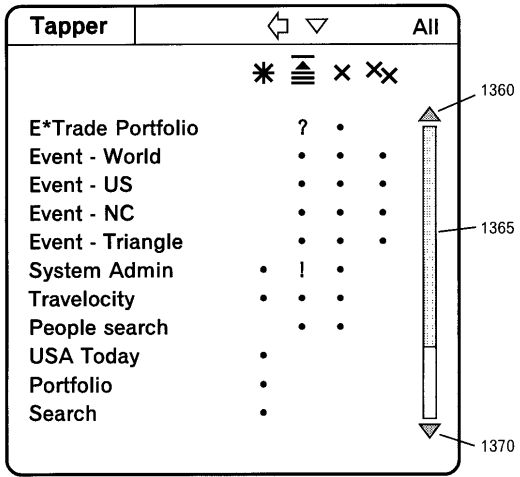 Tapper All
1360
E*Trade Portfolio ? •
Event - World • • •
Event - US • • •
1365
Event - NC • • •
Event - Triangle • • •
System Admin • ! •
Travelocity • • •
People search • •
USA Today •
Portfolio •
Search •
1370